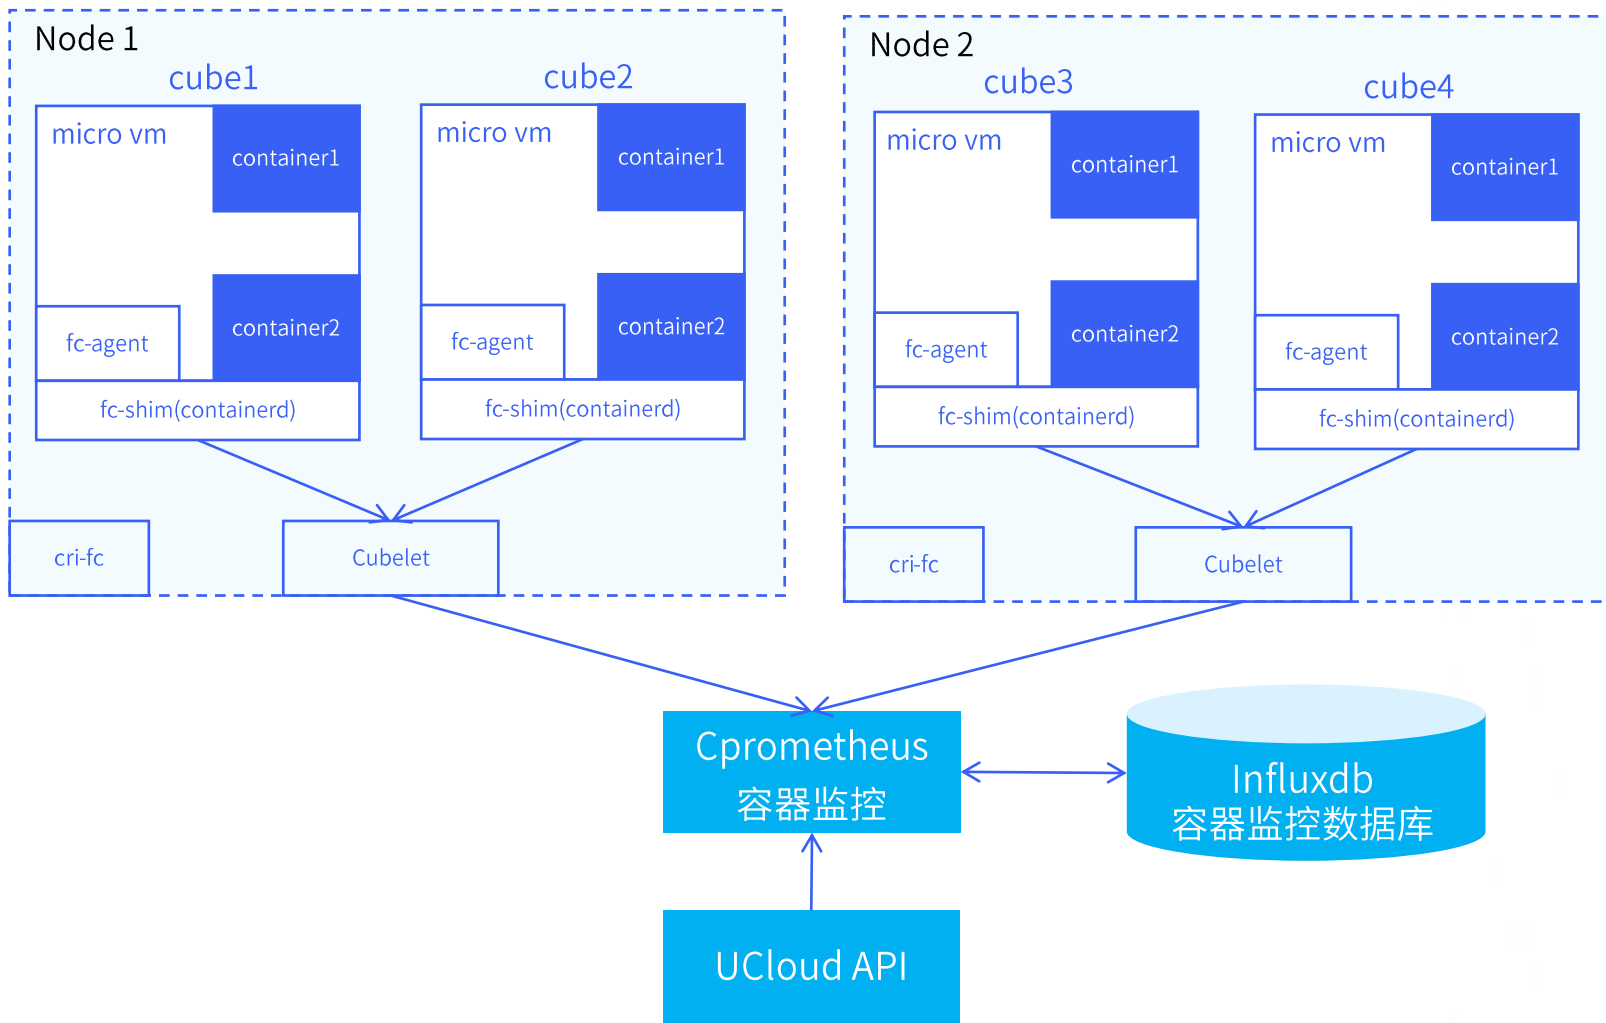 Node 1
cube1
cube2
micro vm
container1
container2
fc-agent
fc-shim(containerd)
micro vm
container1
container2
fc-agent
fc-shim(containerd)
cri-fc
Cubelet
Node 2
cube3
cube4
micro vm
container1
container2
fc-agent
fc-shim(containerd)
micro vm
container1
container2
fc-agent
fc-shim(containerd)
cri-fc
Cubelet
Cprometheus
容器监控
Influxdb
容器监控数据库
UCloud API